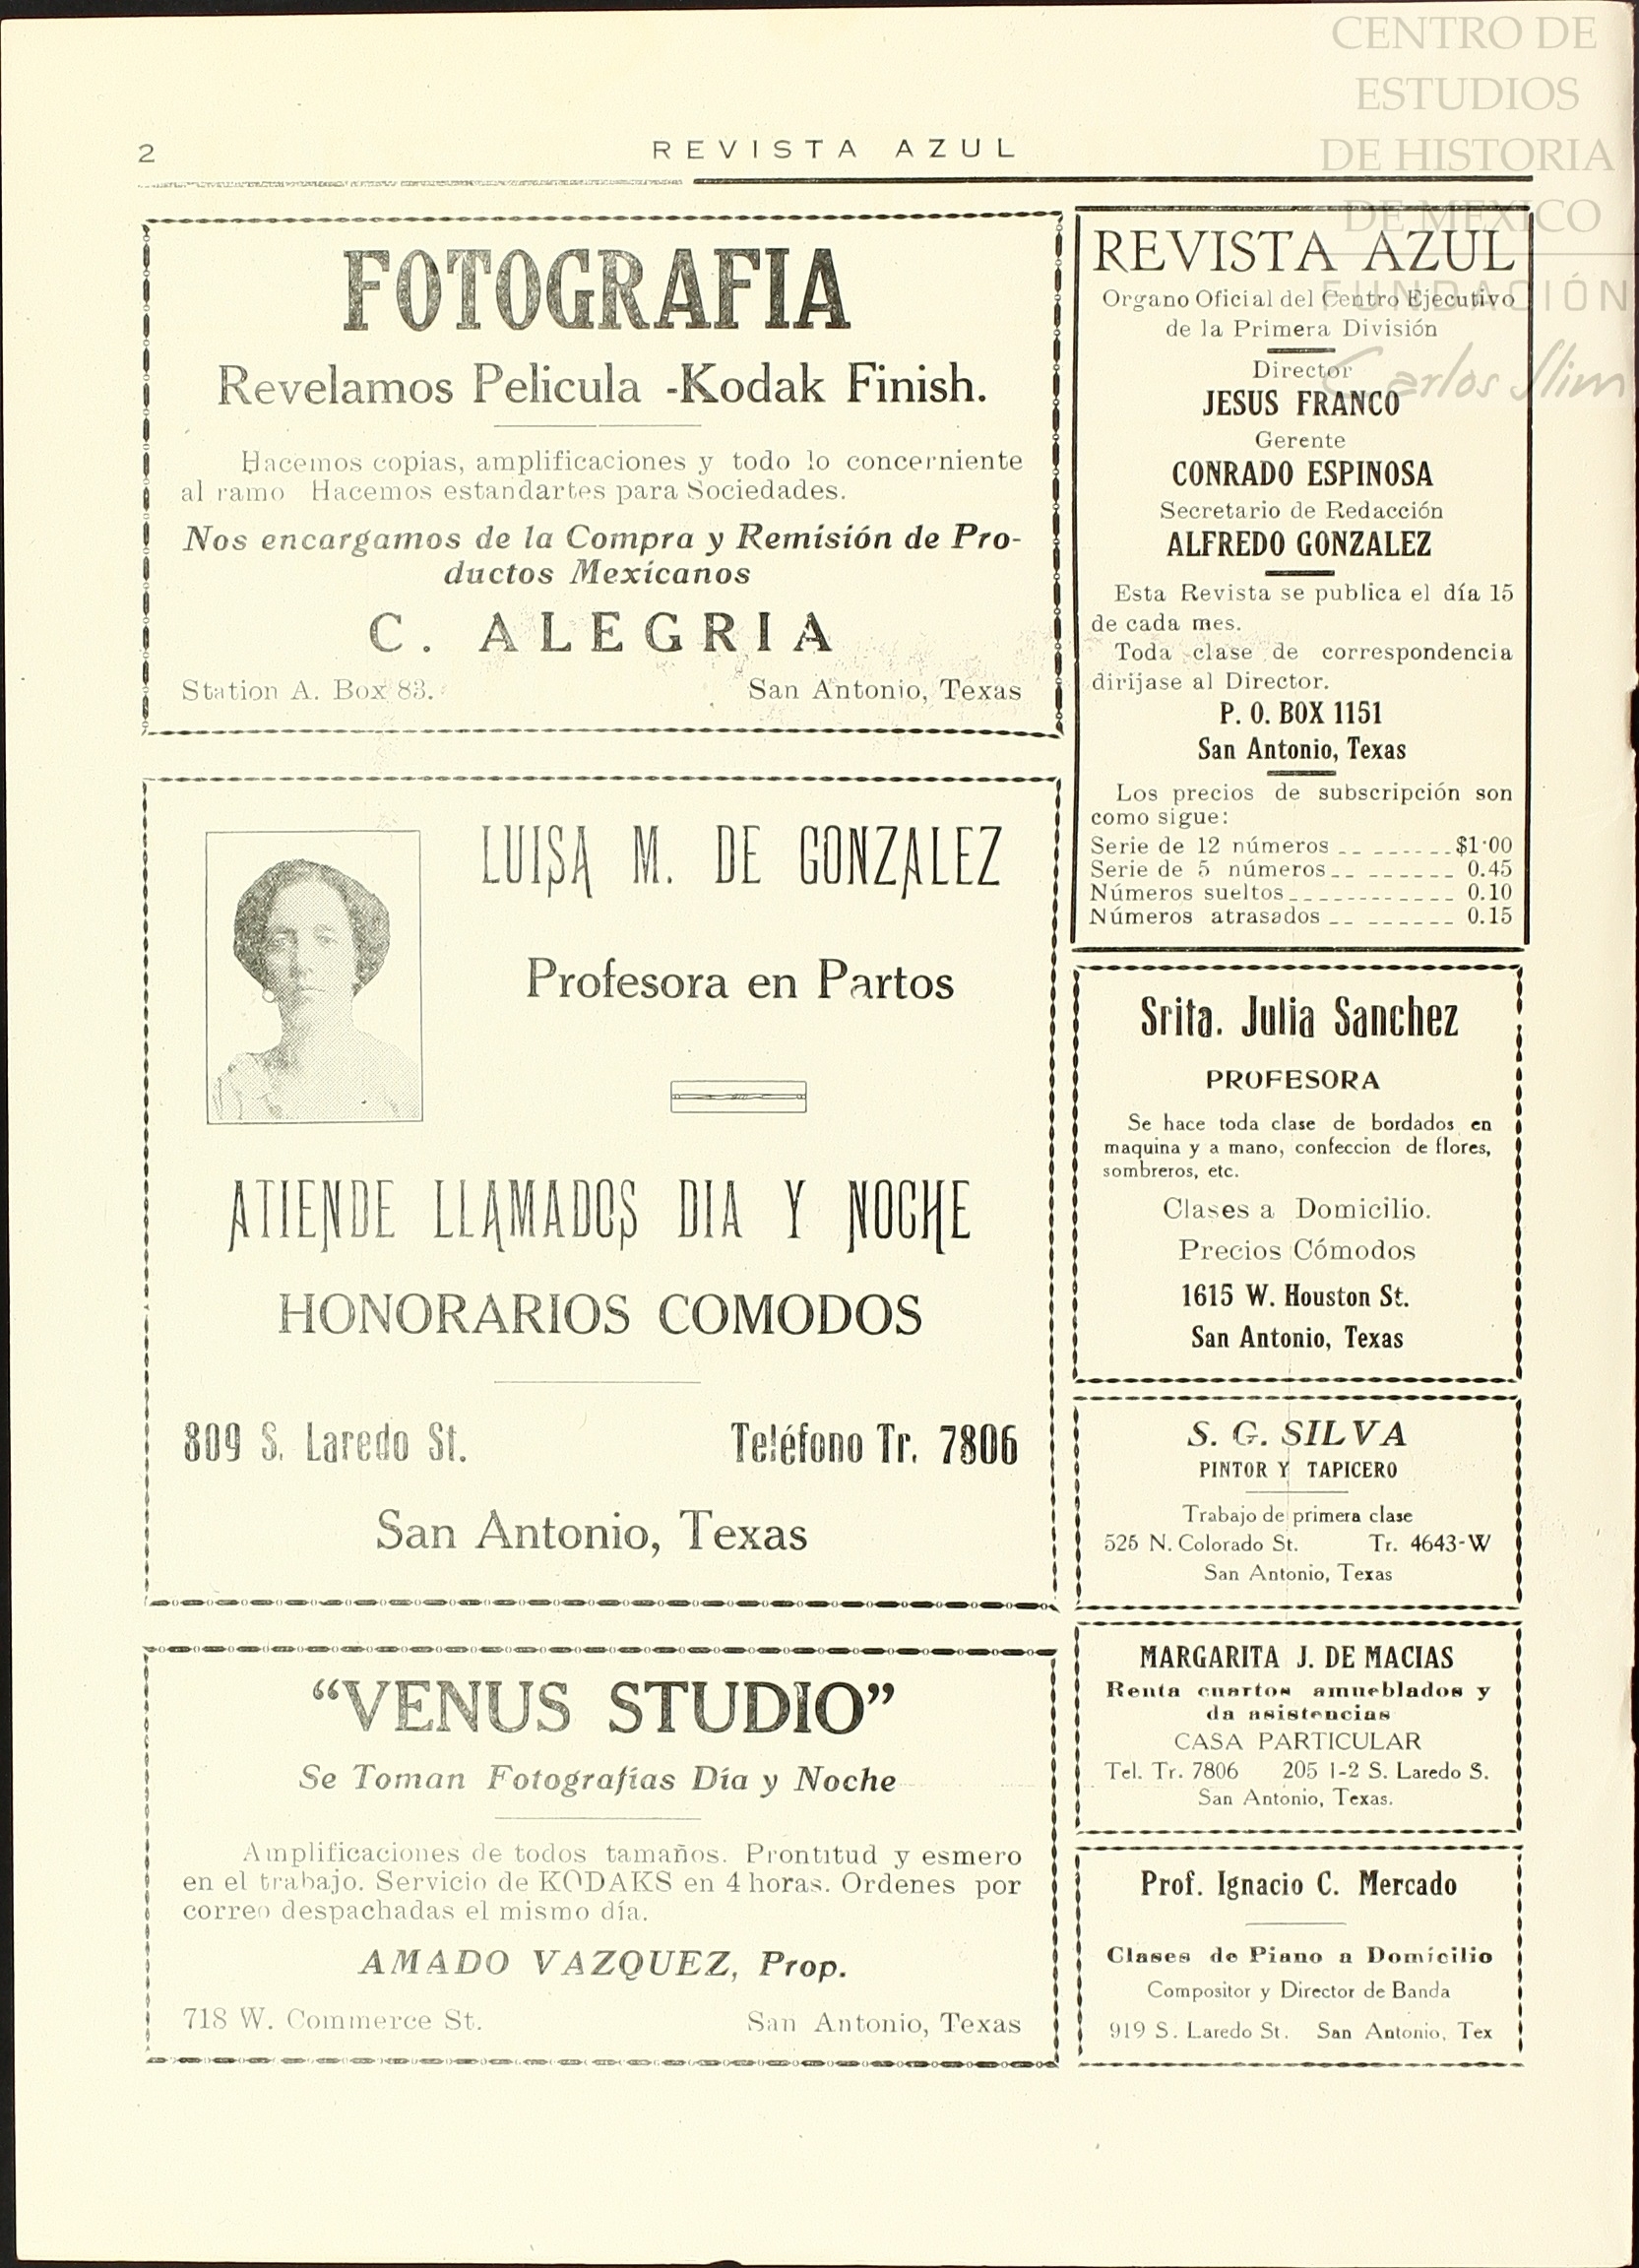 CENTRO DE
ESTUDIOS
DE HISTORIA
DE MEXICO
FUNDACIÓN
Carlos Slim
2
REVISTA AZUL
FOTOGRAFIA
Revelamos Pelicula -Kodak Finish.
Hacemos copias, amplificaciones y todo lo concerniente
al ramo Hacemos estandartes para Sociedades.
Nos encargamos de la Compra y Remisión de Pro-
ductos Mexicanos
C. ALEGRIA
Station A. Box 83. San Antonio, Texas
LUISA M. DE GONZALEZ
Profesora en Partos
ATIENDE LLAMADOS DIA Y NOCHE
HONORARIOS COMODOS
809 S. Laredo St. Teléfono Tr. 7806
San Antonio, Texas
“VENUS STUDIO”
Se Toman Fotografías Día y Noche
Amplificaciones de todos tamaños. Prontitud y esmero
en el trabajo. Servicio de KODAKS en 4 horas. Ordenes por
correo despachadas el mismo día.
AMADO VAZQUEZ, Prop.
718 W. Commerce St. San Antonio, Texas
REVISTA AZUL
Organo Oficial del Centro Ejecutivo
de la Primera División
Director
JESUS FRANCO
Gerente
CONRADO ESPINOSA
Secretario de Redacción
ALFREDO GONZALEZ
Esta Revista se publica el día 15
de cada mes.
Toda clase de correspondencia
dirijase al Director.
P. O. BOX 1151
San Antonio, Texas
Los precios de subscripción son
como sigue:
Serie de 12 números -- ------- $1·00
Serie de 5 números -- ------ 0.45
Números sueltos ------------ 0.10
Números atrasados -- ------ 0.15
Srita. Julia Sanchez
PROFESORA
Se hace toda clase de bordados en
maquina y a mano, confeccion de flores,
sombreros, etc.
Clases a Domicilio.
Precios Cómodos
1615 W. Houston St.
San Antonio, Texas
S. G. SILVA
PINTOR Y TAPICERO
Trabajo de primera clase
525 N. Colorado St. Tr. 4643-W
San Antonio, Texas
MARGARITA J. DE MACIAS
Renta cuartos amueblados y
da asistencias
CASA PARTICULAR
Tel. Tr. 7806 205 1-2 S. Laredo S.
San Antonio, Texas.
Prof. Ignacio C. Mercado
Clases de Piano a Domicilio
Compositor y Director de Banda
919 S. Laredo St. San Antonio, Tex